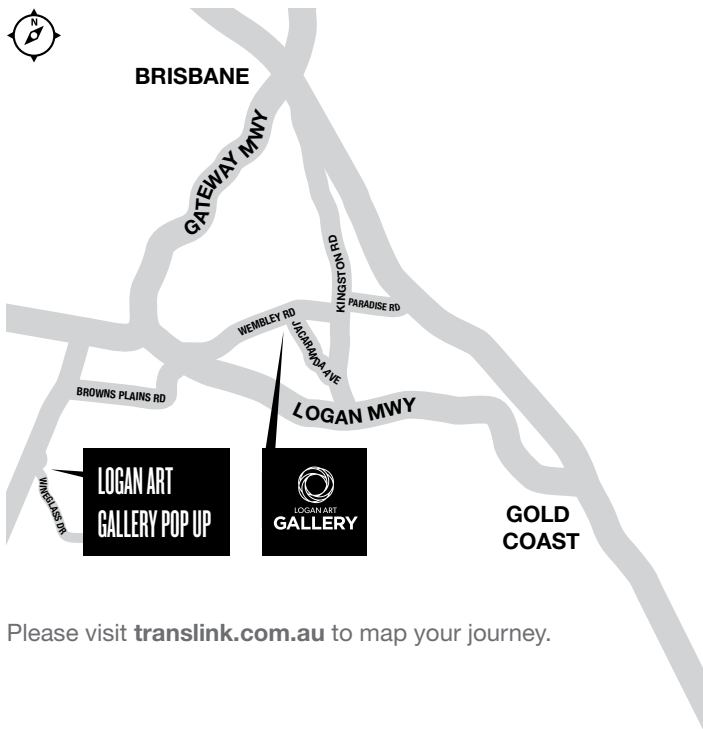 N
BRISBANE
GATEWAY MWY
KINGSTON RD
PARADISE RD
WEMBLEY RD
JACARANDA AVE
BROWNS PLAINS RD
LOGAN MWY
WINEGLASS DR
LOGAN ART
GALLERY POP UP
LOGAN ART
GALLERY
GOLD
COAST
Please visit translink.com.au to map your journey.